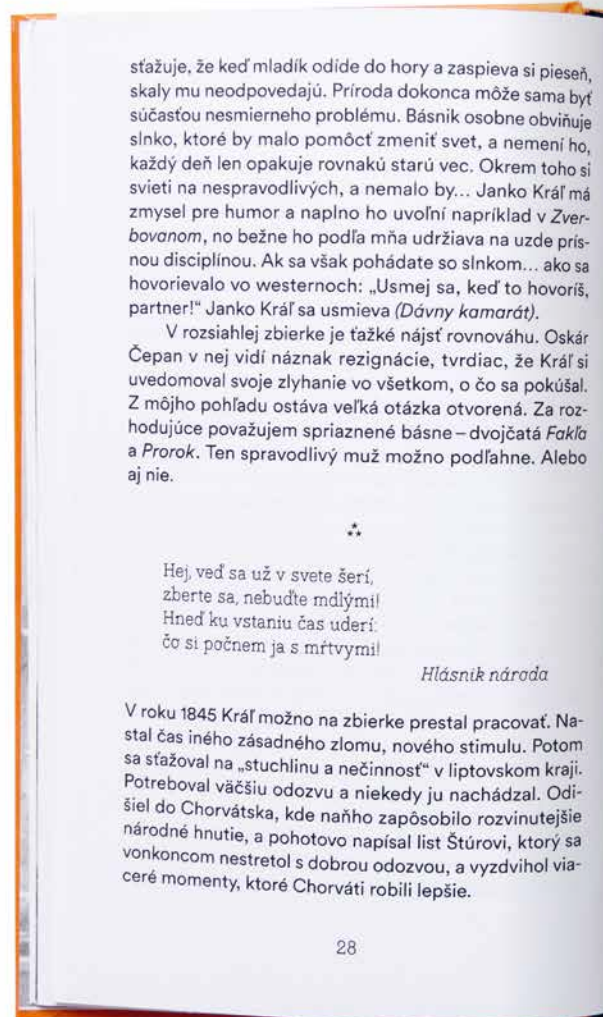 sťažuje, že keď mladík odíde do hory a zaspieva si pieseň,
skaly mu neodpovedajú. Príroda dokonca môže sama byť
súčasťou nesmierneho problému. Básnik osobne obviňuje
slnko, ktoré by malo pomôcť zmeniť svet, a nemení ho,
každý deň len opakuje rovnakú starú vec. Okrem toho si
svieti na nespravodlivých, a nemalo by... Janko Kráľ má
zmysel pre humor a naplno ho uvoľní napríklad v Zver-
bovanom, no bežne ho podľa mňa udržiava na uzde prís-
nou disciplínou. Ak sa však pohádate so slnkom... ako sa
hovorievalo vo westernoch: „Usmej sa, keď to hovoríš,
partner!“ Janko Kráľ sa usmieva (Dávny kamarát).
V rozsiahlej zbierke je ťažké nájsť rovnováhu. Oskár
Čepan v nej vidí náznak rezignácie, tvrdiac, že Kráľ si
uvedomoval svoje zlyhanie vo všetkom, o čo sa pokúšal.
Z môjho pohľadu ostáva veľká otázka otvorená. Za roz-
hodujúce považujem spriaznené básne – dvojčatá Fakľa
a Prorok. Ten spravodlivý muž možno podľahne. Alebo
aj nie.
⁂
Hej, veď sa už v svete šerí,
zberte sa, nebuďte mdlými!
Hneď ku vstaniu čas uderí:
čo si počnem ja s mŕtvymi!
Hlásnik národa
V roku 1845 Kráľ možno na zbierke prestal pracovať. Na-
stal čas iného zásadného zlomu, nového stimulu. Potom
sa sťažoval na „stuchlinu a nečinnosť“ v liptovskom kraji.
Potreboval väčšiu odozvu a niekedy ju nachádzal. Odi-
šiel do Chorvátska, kde naňho zapôsobilo rozvinutejšie
národné hnutie, a pohotovo napísal list Štúrovi, ktorý sa
vonkoncom nestretol s dobrou odozvou, a vyzdvihol via-
ceré momenty, ktoré Chorváti robili lepšie.
28